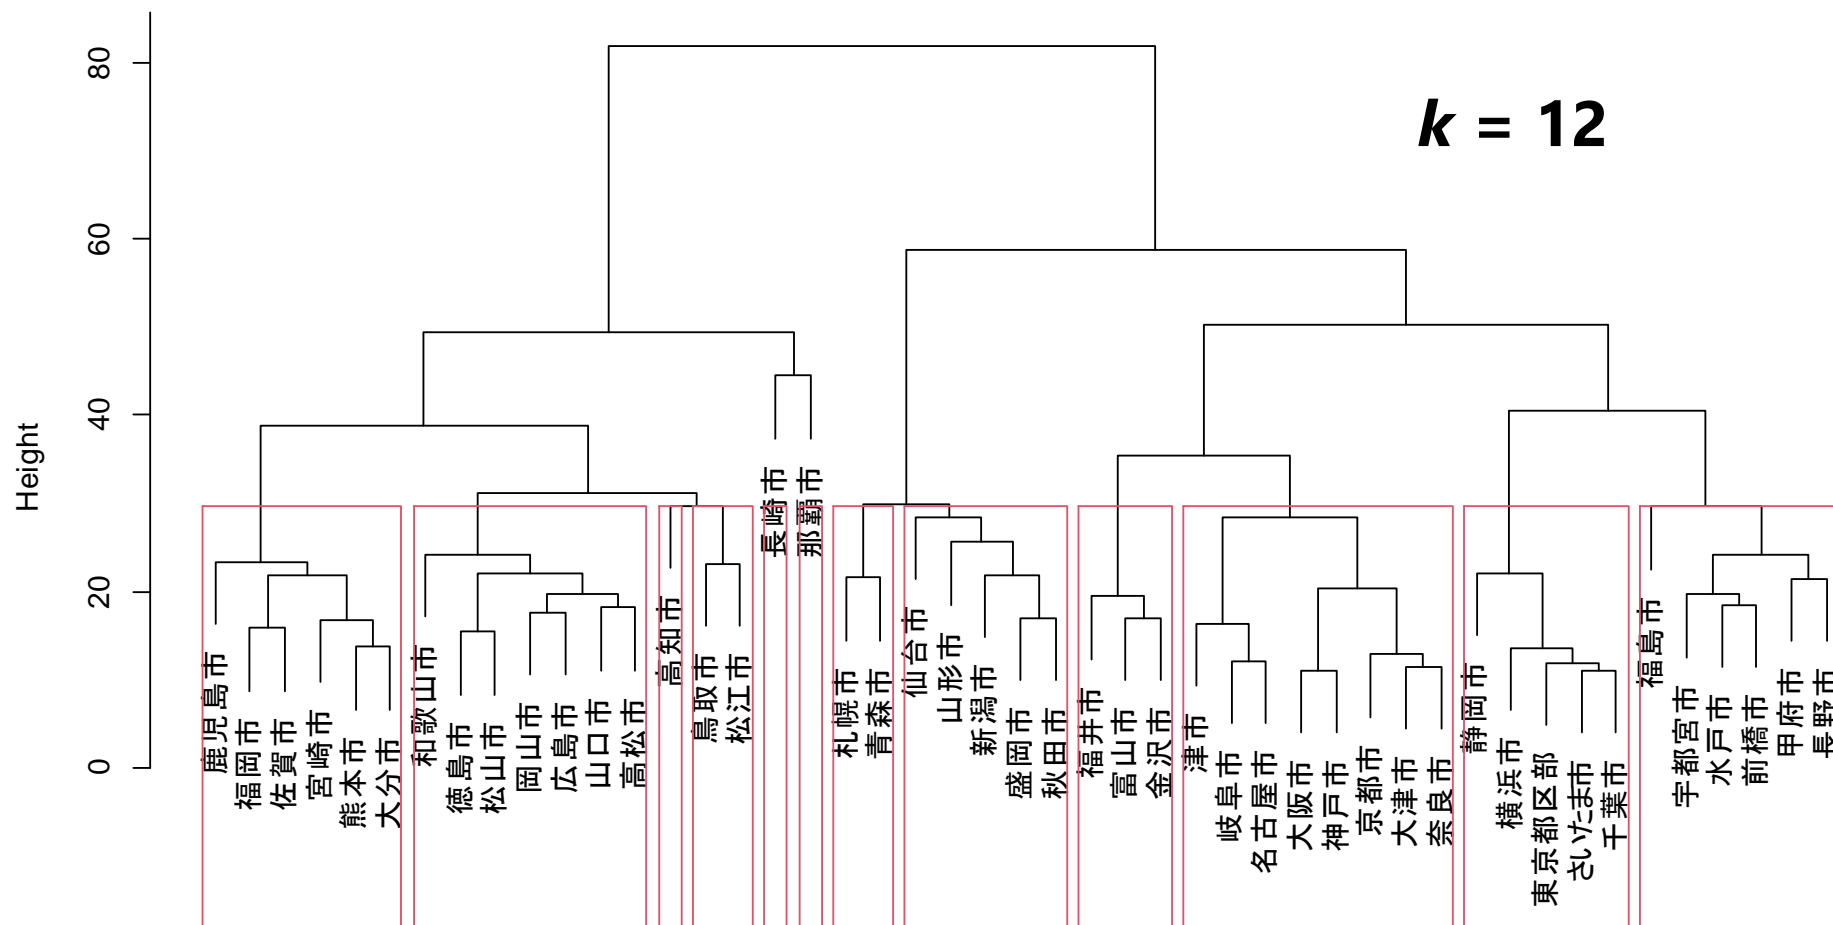 k = 12
Height
80
60
40
20
0
鹿児島市
福岡市
佐賀市
宮崎市
熊本市
大分市
和歌山市
徳島市
松山市
岡山市
広島市
山口市
高松市
高知市
鳥取市
松江市
長崎市
那覇市
札幌市
青森市
仙台市
山形市
新潟市
盛岡市
秋田市
福井市
富山市
金沢市
津市
岐阜市
名古屋市
大阪市
神戸市
京都市
大津市
奈良市
静岡市
横浜市
東京都区部
さいたま市
千葉市
福島市
宇都宮市
水戸市
前橋市
甲府市
長野市